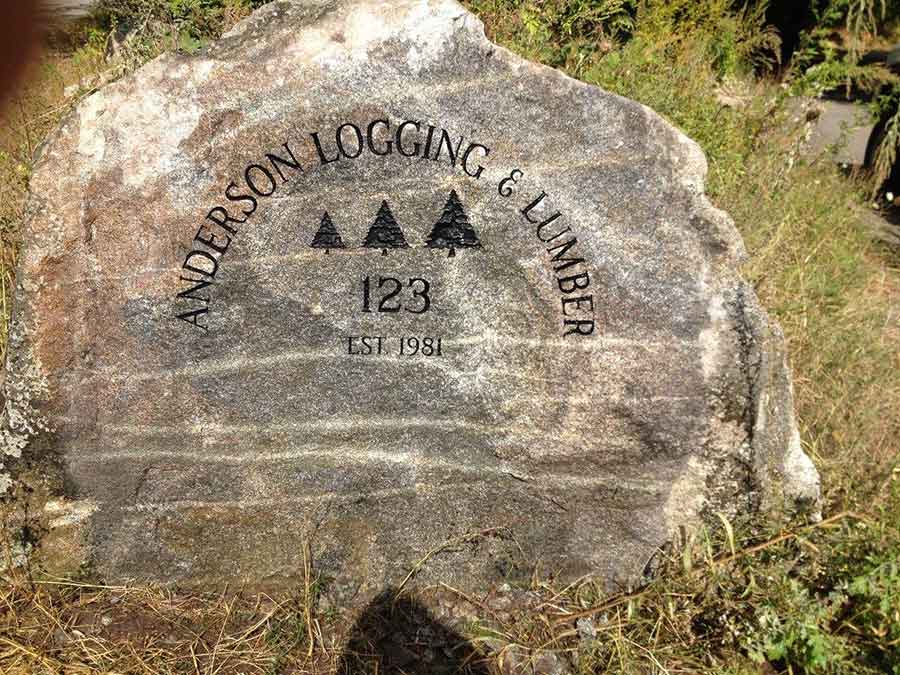 ANDERSON LOGGING & LUMBER
123
EST. 1981